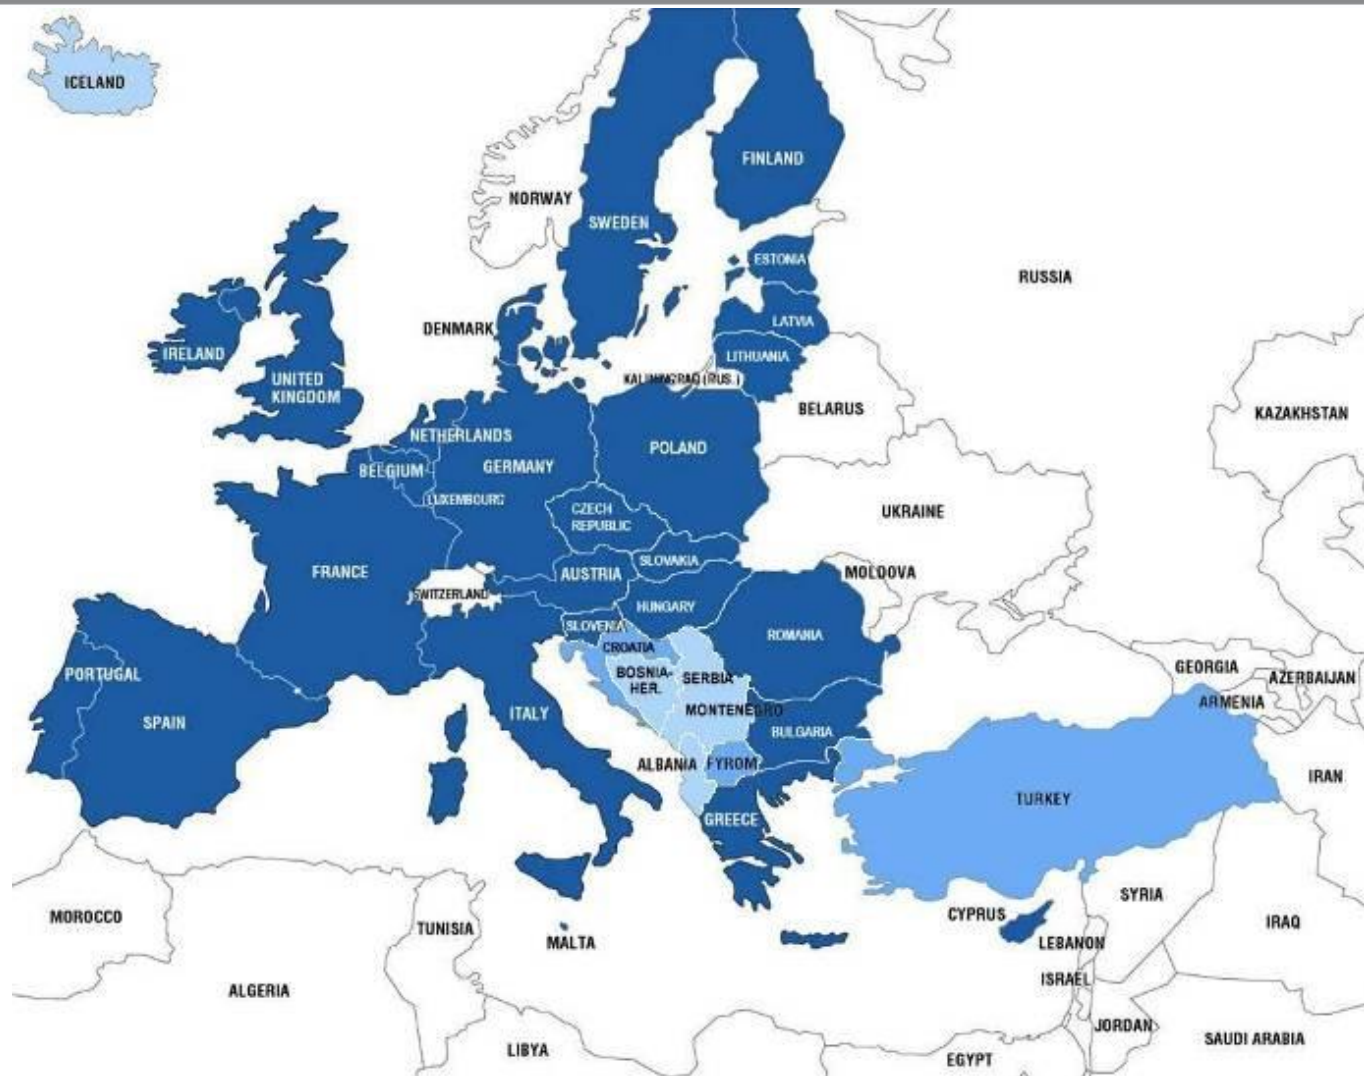 ICELAND
FINLAND
NORWAY
SWEDEN
ESTONIA
RUSSIA
LATVIA
DENMARK
IRELAND
LITHUANIA
UNITED
KINGDOM
KALININGRAD (RUS.)
BELARUS
KAZAKHSTAN
NETHERLANDS
POLAND
BELGIUM
GERMANY
LUXEMBOURG
CZECH
REPUBLIC
UKRAINE
SLOVAKIA
FRANCE
AUSTRIA
MOLDOVA
SWITZERLAND
HUNGARY
SLOVENIA
ROMANIA
CROATIA
PORTUGAL
BOSNIA-
HER.
SERBIA
GEORGIA
AZERBAIJAN
ARMENIA
SPAIN
ITALY
MONTENEGRO
BULGARIA
ALBANIA
FYROM
IRAN
TURKEY
GREECE
SYRIA
MOROCCO
TUNISIA
MALTA
CYPRUS
IRAQ
LEBANON
ISRAEL
ALGERIA
JORDAN
SAUDI ARABIA
LIBYA
EGYPT